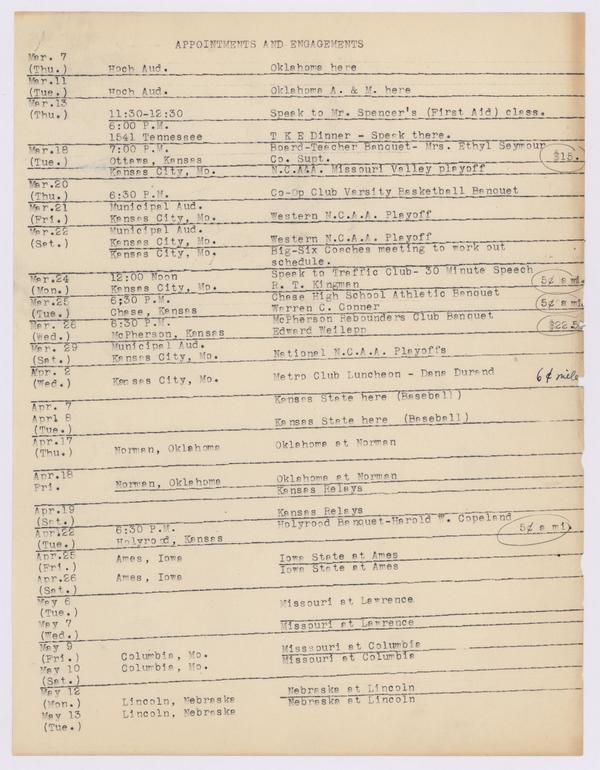 APPOINTMENTS AND ENGAGEMENTS
Mar. 7
(Thu.) Hoch Aud. Oklahoma here
Mar.11
(Tue.) Hoch Aud. Oklahoma A. & M. here
Mar.13
(Thu.) 11:30-12:30 Speak to Mr. Spencer's (First Aid) class.
6:00 P.M.
1541 Tennessee T K E Dinner - Speak there.
Mar.18 7:00 P.M. Board-Teacher Banquet- Mrs. Ethyl Seymour
(Tue.) Ottawa, Kansas Co. Supt. $15.
Kansas City, Mo. N.C.A.A. Missouri Valley playoff
Mar.20
(Thu.) 6:30 P.M. Co-Op Club Varsity Basketball Banquet
Mar.21 Municipal Aud.
(Fri.) Kansas City, Mo. Western N.C.A.A. Playoff
Mar.22 Municipal Aud.
(Sat.) Kansas City, Mo. Western N.C.A.A. Playoff
Kansas City, Mo. Big-Six Coaches meeting to work out
schedule.
Mar.24 12:00 Noon Speak to Traffic Club- 30 Minute Speech
(Mon.) Kansas City, Mo. R. T. Kingman 5¢ a mi.
Mar.25 6:30 P.M. Chase High School Athletic Banquet
(Tue.) Chase, Kansas Warren C. Conner 5¢ a mi.
Mar. 26 6:30 P.M. McPherson Rebounders Club Banquet
(Wed.) McPherson, Kansas Edward Weilepp $22.50
Mar. 29 Municipal Aud.
(Sat.) Kansas City, Mo. National N.C.A.A. Playoffs
Apr. 2
(Wed.) Kansas City, Mo. Metro Club Luncheon - Dana Durand 6¢ mile
Apr. 7 Kansas State here (Baseball)
Aprl 8 Kansas State here (Baseball)
(Tue.)
Apr.17
(Thu.) Norman, Oklahoma Oklahoma at Norman
Apr.18 Oklahoma at Norman
Fri. Norman, Oklahoma Kansas Relays
Apr.19 Kansas Relays
(Sat.)
Apr.22 6:30 P.M. Holyrood Banquet-Harold W. Copeland
(Tue.) Holyrood, Kansas 5¢ a mi.
Apr.25 Ames, Iowa Iowa State at Ames
(Fri.) Iowa State at Ames
Apr.26 Ames, Iowa
(Sat.)
May 6 Missouri at Lawrence
(Tue.)
May 7 Missouri at Lawrence
(Wed.)
May 9 Missouri at Columbia
(Fri.) Columbia, Mo. Missouri at Columbia
May 10 Columbia, Mo.
(Sat.)
May 12 Nebraska at Lincoln
(Mon.) Lincoln, Nebraska Nebraska at Lincoln
May 13 Lincoln, Nebraska
(Tue.)